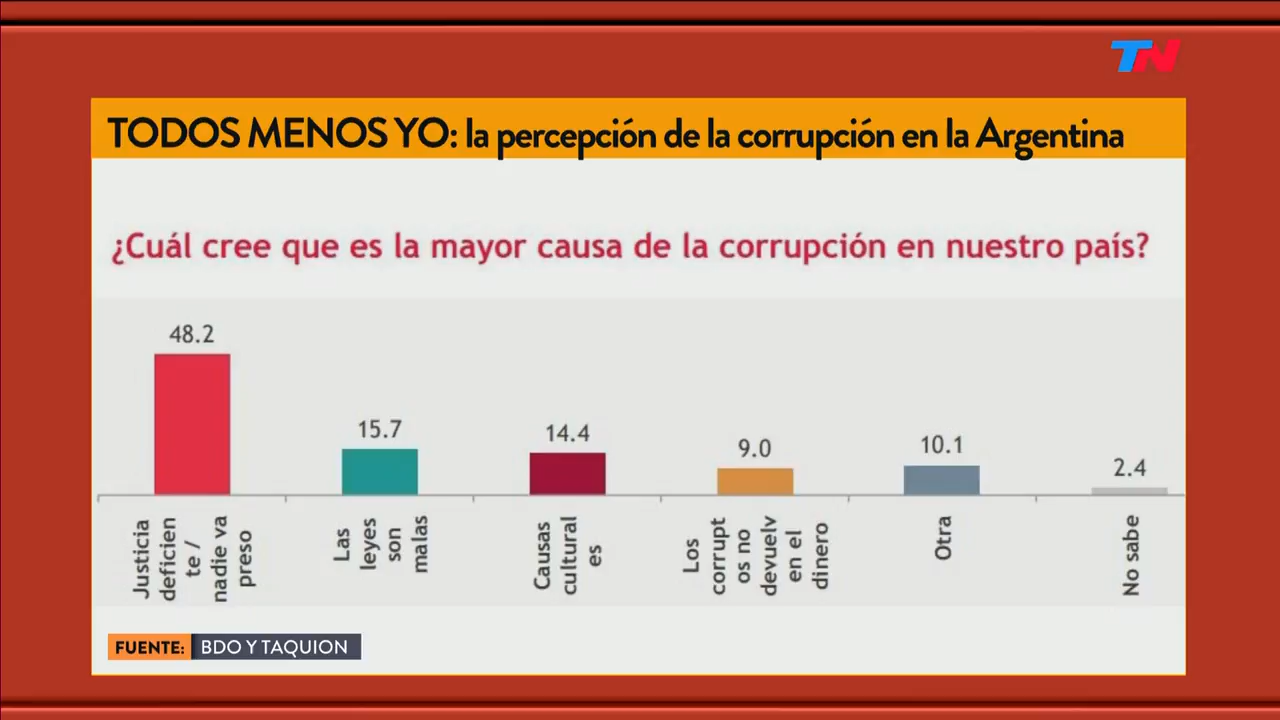 TN
TODOS MENOS YO: la percepción de la corrupción en la Argentina
¿Cuál cree que es la mayor causa de la corrupción en nuestro país?
48.2
15.7
14.4
9.0
10.1
2.4
Justicia
deficien
te /
nadie va
preso
Las
leyes
son
malas
Causas
cultural
es
Los
corrupt
os no
devuelv
en el
dinero
Otra
No sabe
FUENTE: BDO Y TAQUION